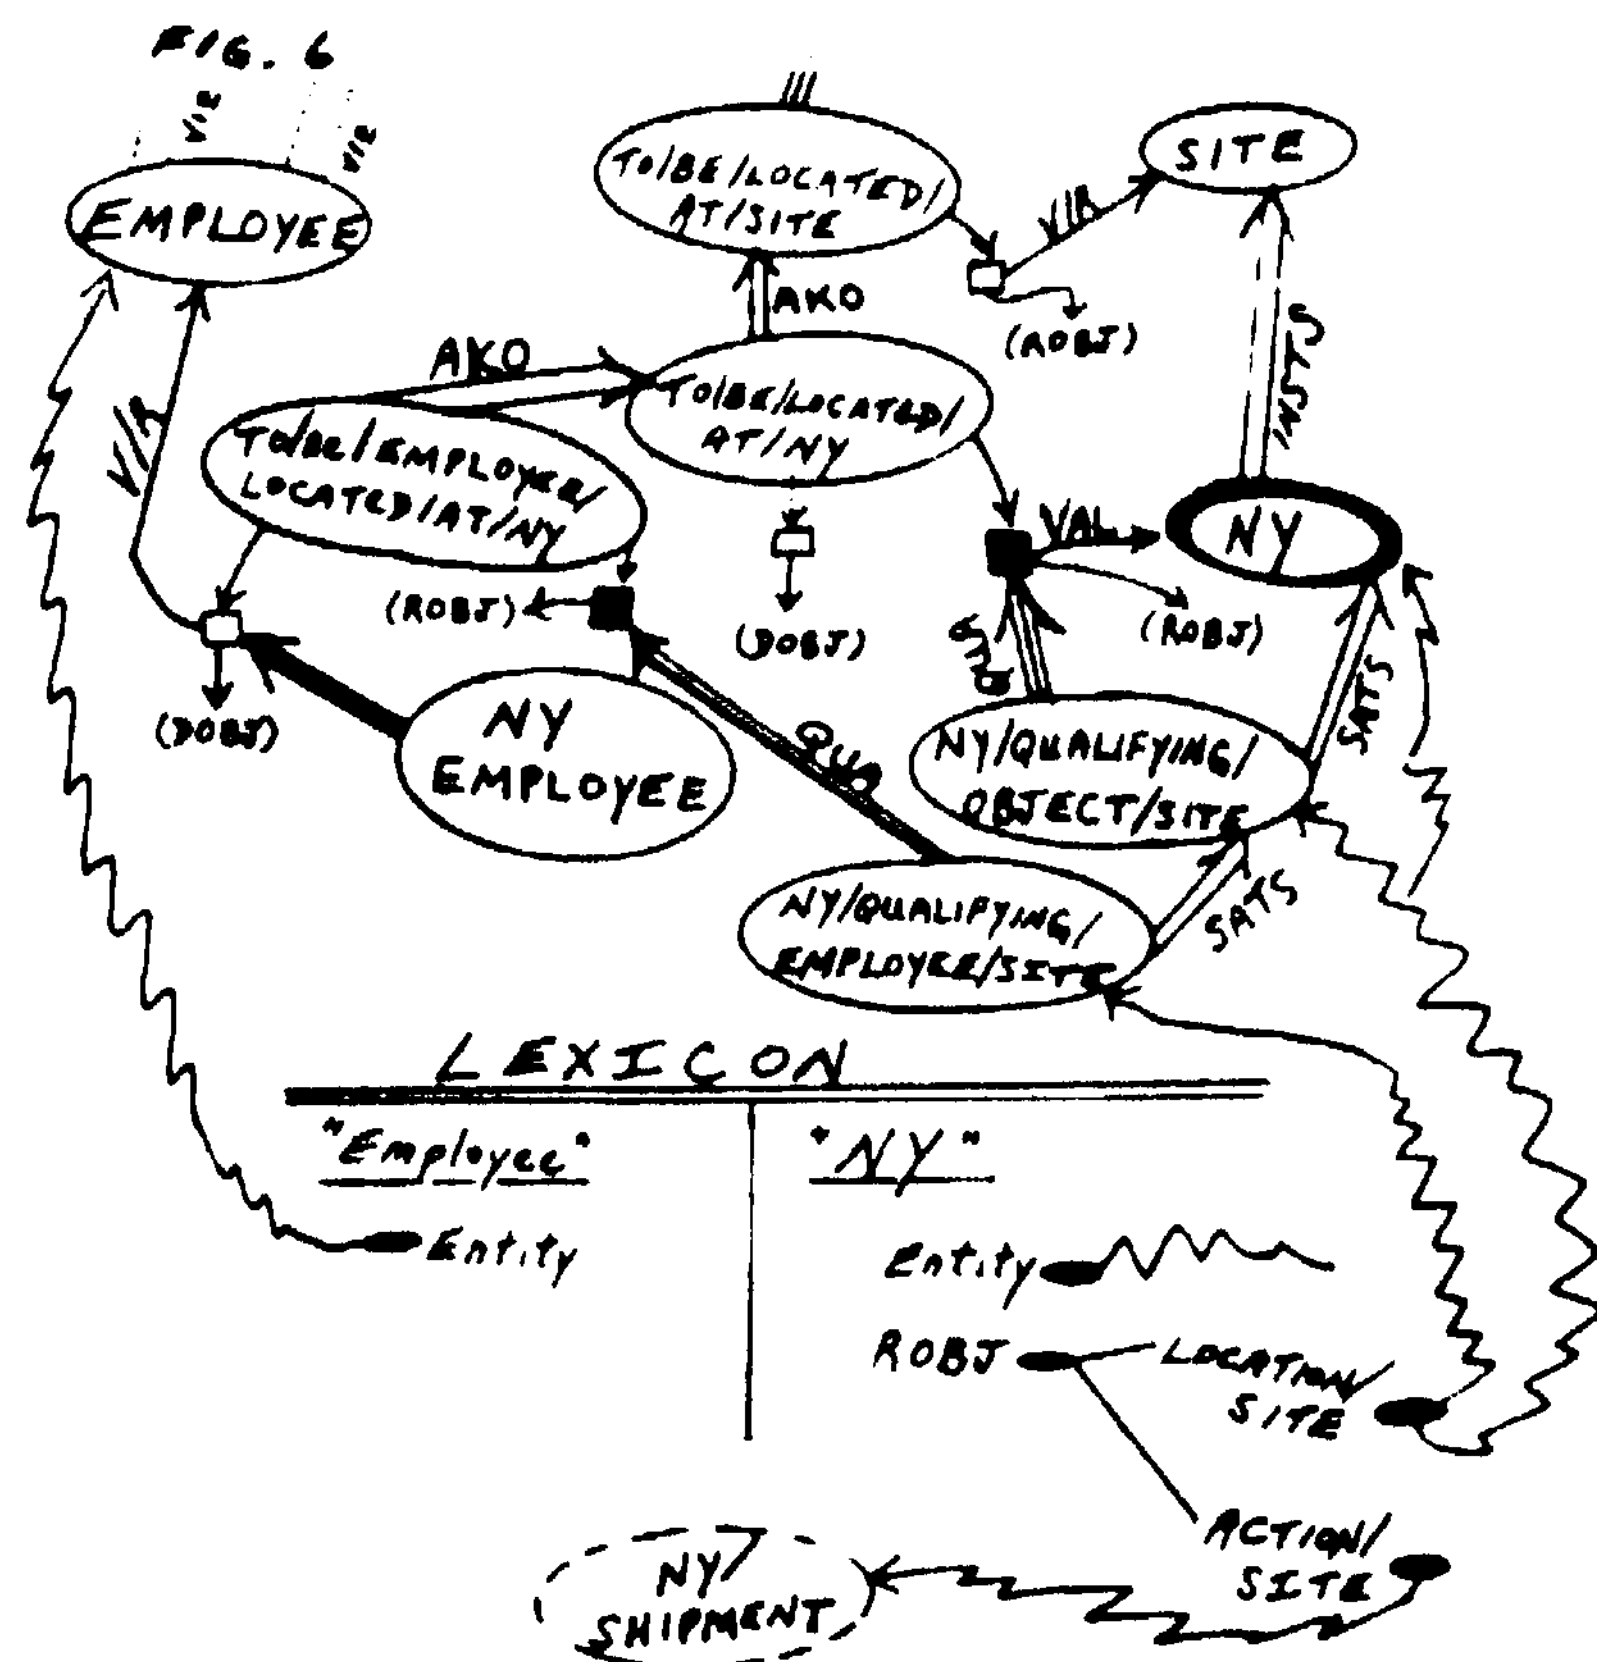 FIG. 6
V/R
V/R
EMPLOYEE
TO/BE/LOCATED/
AT/SITE
SITE
V/R
(ROBJ)
AKO
INSTS
AKO
TO/BE/LOCATED/
AT/NY
V/R
TO/BE/EMPLOYEE/
LOCATED/AT/NY
VAL
NY
(ROBJ)
(DOBJ)
(ROBJ)
QUA
SATS
(DOBJ)
NY
EMPLOYEE
QUA
NY/QUALIFYING/
OBJECT/SITE
SATS
NY/QUALIFYING/
EMPLOYEE/SITE
LEXICON
"Employee"
"NY"
Entity
Entity
ROBJ
LOCATION/
SITE
ACTION/
SITE
NY/
SHIPMENT